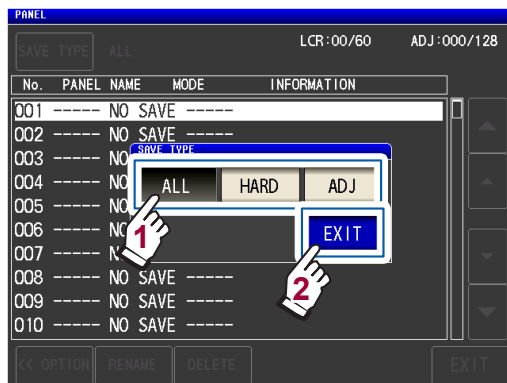 PANEL
SAVE TYPE ALL LCR:00/60 ADJ:000/128
No. PANEL NAME MODE INFORMATION
001 ----- NO SAVE -----
002 ----- NO SAVE -----
SAVE TYPE
003 ----- NO
004 ----- NO
ALL HARD ADJ
005 ----- NO
006 ----- NO
1
EXIT
007 -----
008 ----- NO SAVE -----
2
009 ----- NO SAVE -----
010 ----- NO SAVE -----
<< OPTION RENAME DELETE EXIT